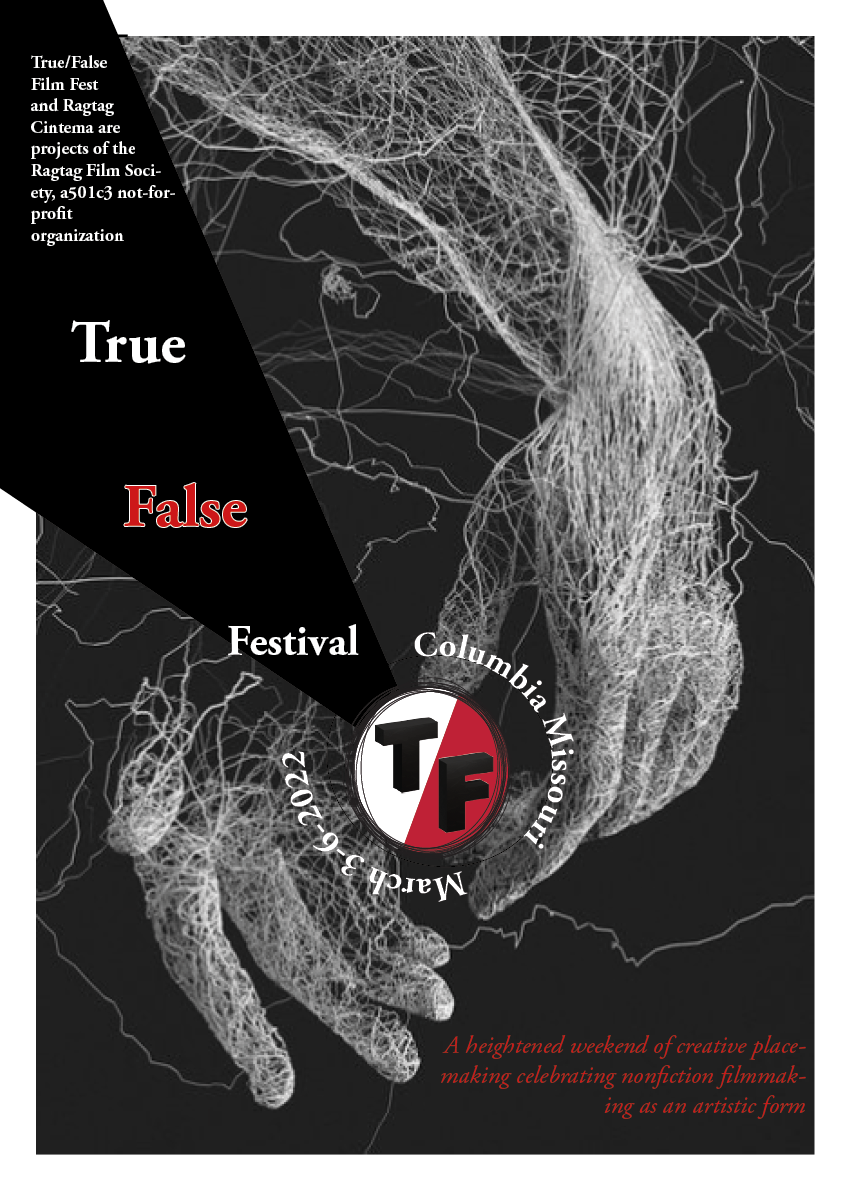 True/False
Film Fest
and Ragtag
Cintema are
projects of the
Ragtag Film Soci-
ety, a501c3 not-for-
profit
organization
True
False
Festival
Columbia Missouri
TF
March 3-6-2022
A heightened weekend of creative place-
making celebrating nonfiction filmmak-
ing as an artistic form